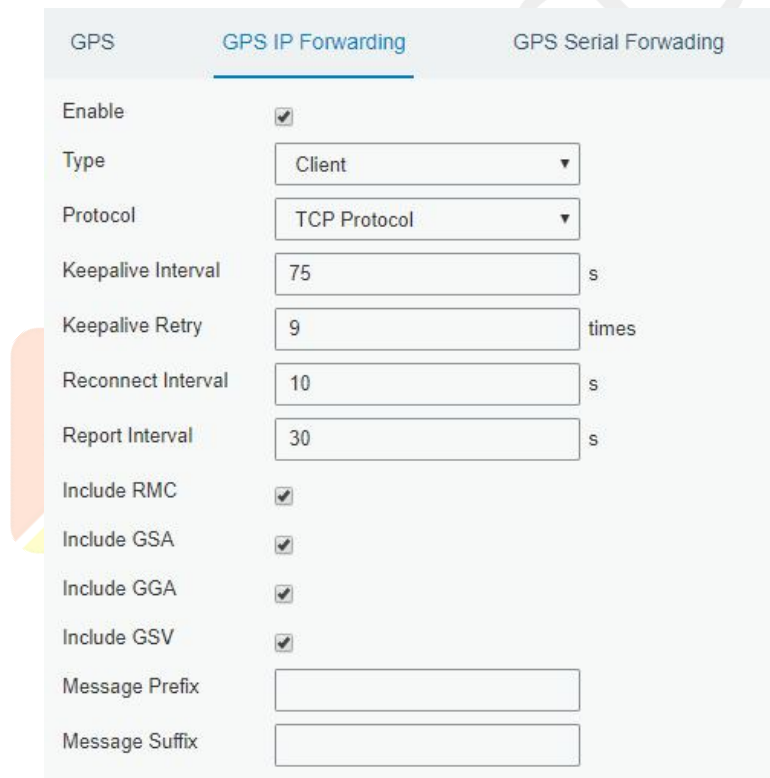 GPS GPS IP Forwarding GPS Serial Forwading
Enable
Type Client
Protocol TCP Protocol
Keepalive Interval 75 s
Keepalive Retry 9 times
Reconnect Interval 10 s
Report Interval 30 s
Include RMC
Include GSA
Include GGA
Include GSV
Message Prefix
Message Suffix